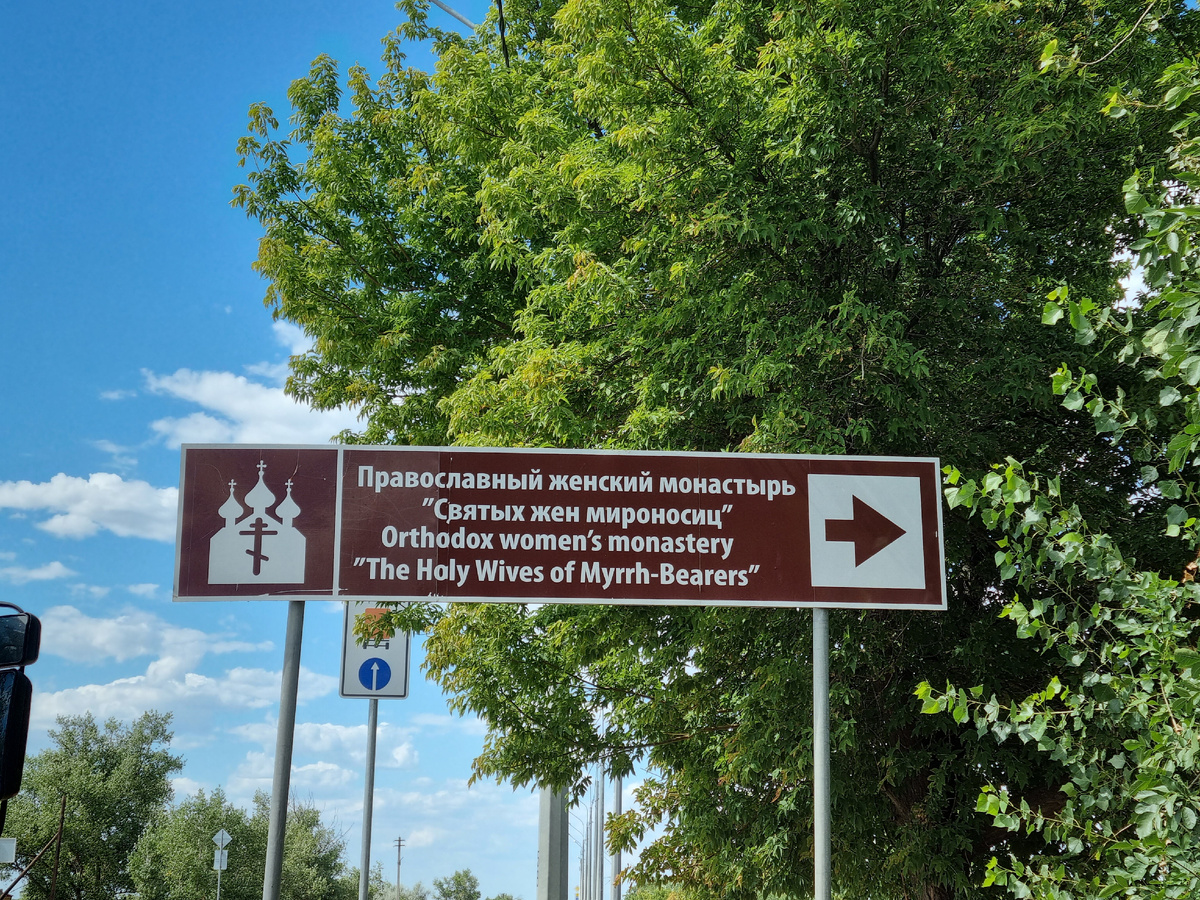 Православный женский монастырь
"Святых жен мироносиц"
Orthodox women's monastery
"The Holy Wives of Myrrh-Bearers"